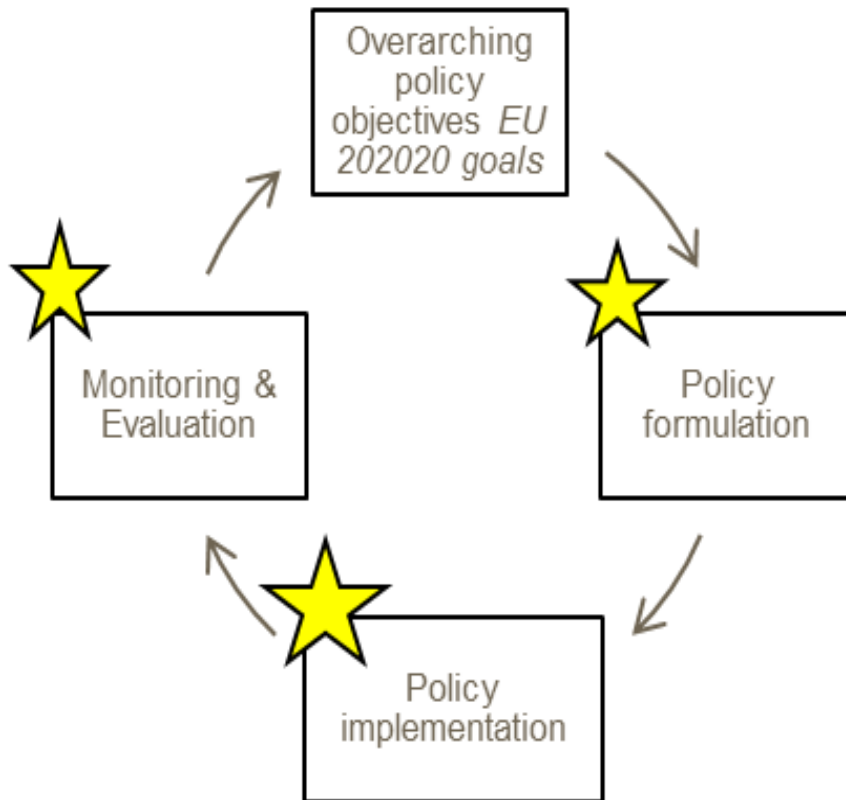 Overarching
policy
objectives EU
202020 goals
Monitoring &
Evaluation
Policy
formulation
Policy
implementation